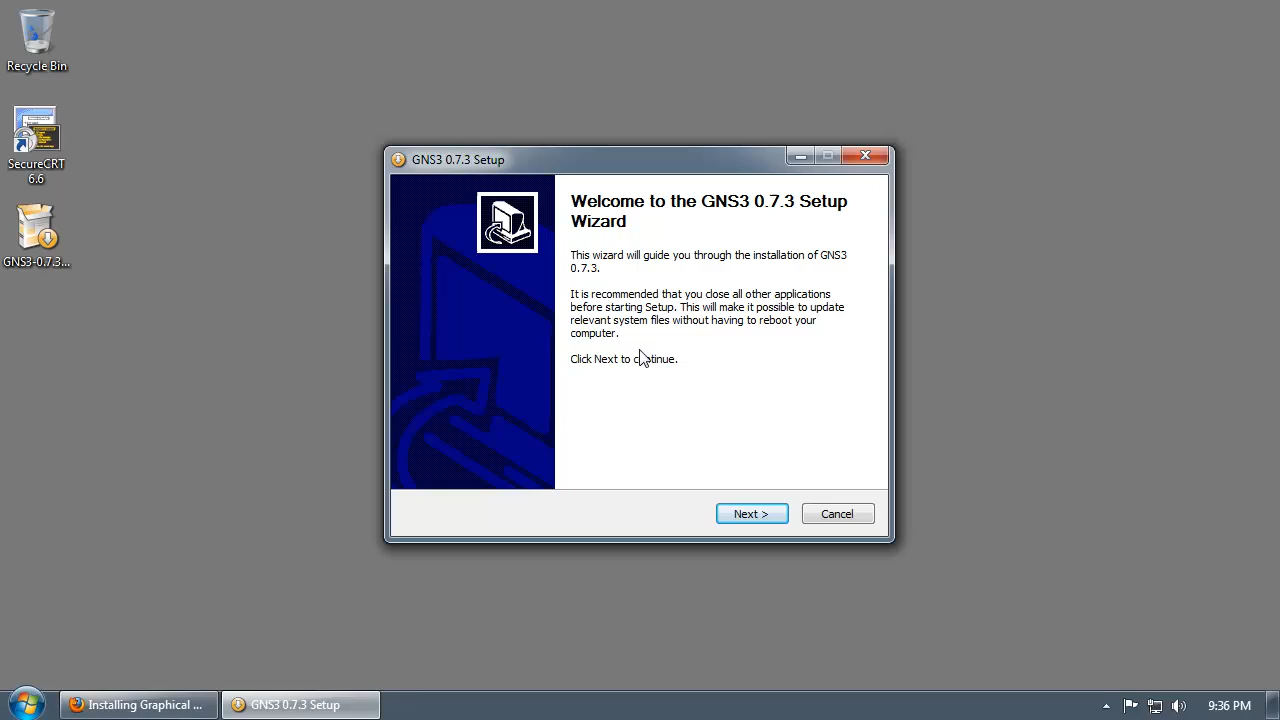 Recycle Bin
SecureCRT
6.6
GNS3-0.7.3...
GNS3 0.7.3 Setup
Welcome to the GNS3 0.7.3 Setup
Wizard
This wizard will guide you through the installation of GNS3
0.7.3.
It is recommended that you close all other applications
before starting Setup. This will make it possible to update
relevant system files without having to reboot your
computer.
Click Next to continue.
Next >
Cancel
Installing Graphical ...
GNS3 0.7.3 Setup
9:36 PM